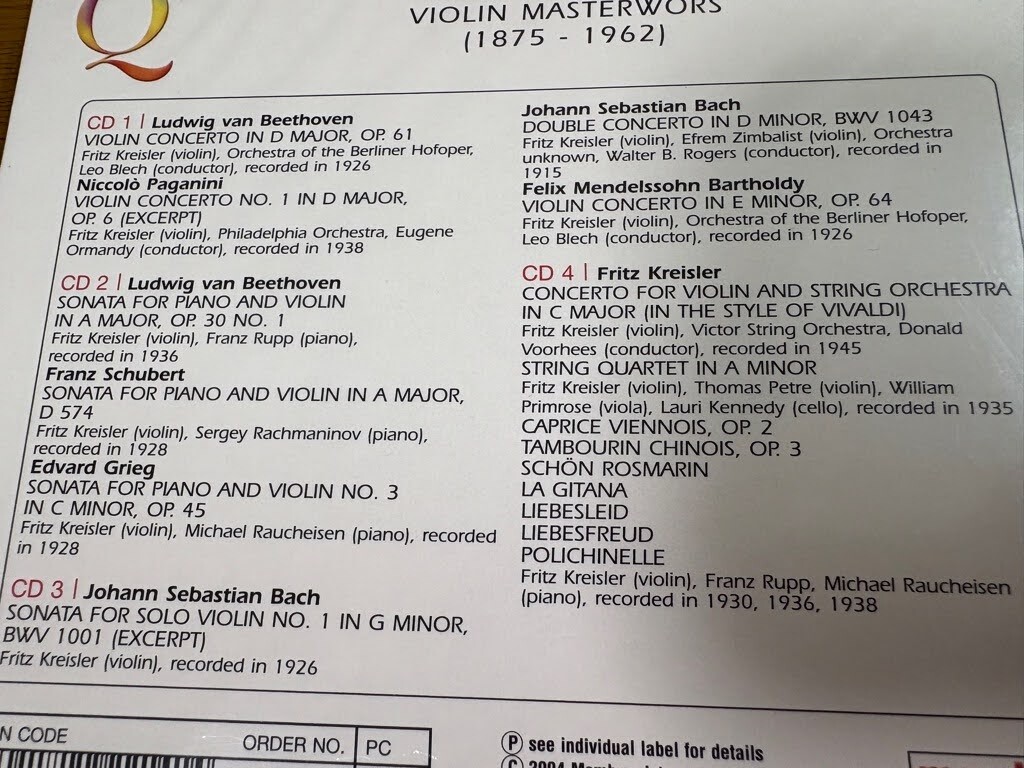 Q
VIOLIN MASTERWORS
(1875 - 1962)
CD 1 | Ludwig van Beethoven
VIOLIN CONCERTO IN D MAJOR, OP. 61
Fritz Kreisler (violin), Orchestra of the Berliner Hofoper,
Leo Blech (conductor), recorded in 1926
Niccolò Paganini
VIOLIN CONCERTO NO. 1 IN D MAJOR,
OP. 6 (EXCERPT)
Fritz Kreisler (violin), Philadelphia Orchestra, Eugene
Ormandy (conductor), recorded in 1938
CD 2 | Ludwig van Beethoven
SONATA FOR PIANO AND VIOLIN
IN A MAJOR, OP. 30 NO. 1
Fritz Kreisler (violin), Franz Rupp (piano),
recorded in 1936
Franz Schubert
SONATA FOR PIANO AND VIOLIN IN A MAJOR,
D 574
Fritz Kreisler (violin), Sergey Rachmaninov (piano),
recorded in 1928
Edvard Grieg
SONATA FOR PIANO AND VIOLIN NO. 3
IN C MINOR, OP. 45
Fritz Kreisler (violin), Michael Raucheisen (piano), recorded
in 1928
CD 3 | Johann Sebastian Bach
SONATA FOR SOLO VIOLIN NO. 1 IN G MINOR,
BWV 1001 (EXCERPT)
Fritz Kreisler (violin), recorded in 1926
Johann Sebastian Bach
DOUBLE CONCERTO IN D MINOR, BWV 1043
Fritz Kreisler (violin), Efrem Zimbalist (violin), Orchestra
unknown, Walter B. Rogers (conductor), recorded in
1915
Felix Mendelssohn Bartholdy
VIOLIN CONCERTO IN E MINOR, OP. 64
Fritz Kreisler (violin), Orchestra of the Berliner Hofoper,
Leo Blech (conductor), recorded in 1926
CD 4 | Fritz Kreisler
CONCERTO FOR VIOLIN AND STRING ORCHESTRA
IN C MAJOR (IN THE STYLE OF VIVALDI)
Fritz Kreisler (violin), Victor String Orchestra, Donald
Voorhees (conductor), recorded in 1945
STRING QUARTET IN A MINOR
Fritz Kreisler (violin), Thomas Petre (violin), William
Primrose (viola), Lauri Kennedy (cello), recorded in 1935
CAPRICE VIENNOIS, OP. 2
TAMBOURIN CHINOIS, OP. 3
SCHÖN ROSMARIN
LA GITANA
LIEBESLEID
LIEBESFREUD
POLICHINELLE
Fritz Kreisler (violin), Franz Rupp, Michael Raucheisen
(piano), recorded in 1930, 1936, 1938
N CODE
ORDER NO.
PC
Ⓟ see individual label for details